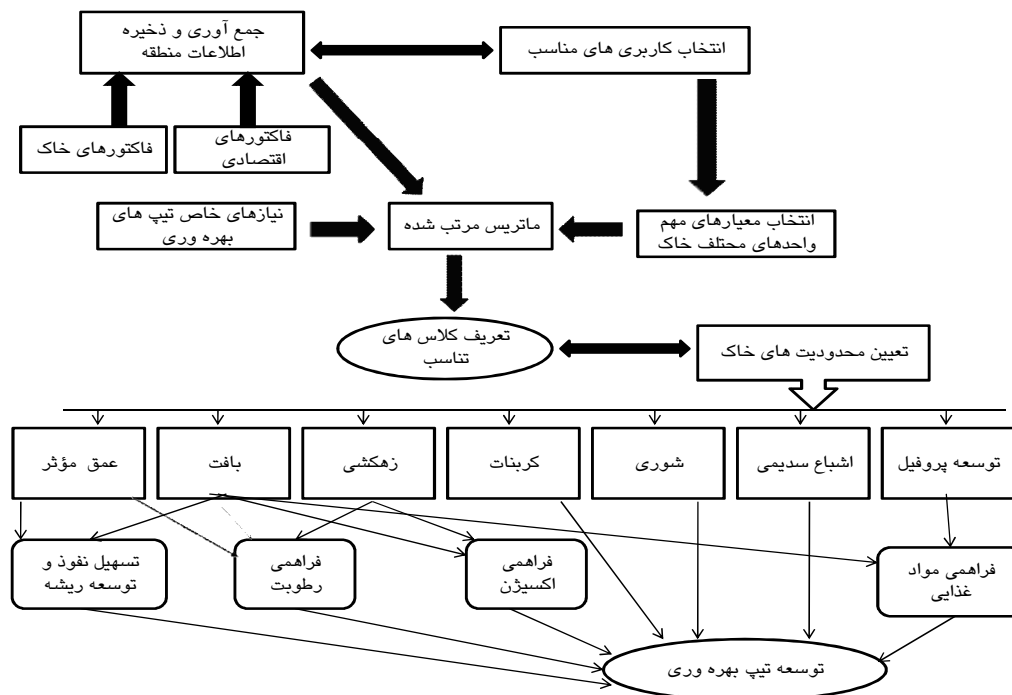 جمع آوری و ذخیره
اطلاعات منطقه
انتخاب کاربری های مناسب
فاکتورهای
اقتصادی
فاکتورهای خاک
انتخاب معیارهای مهم
واحدهای محتلف خاک
ماتریس مرتب شده
نیازهای خاص تیپ های
بهره وری
تعریف کلاس های
تناسب
تعیین محدودیت های خاک
توسعه پروفیل
اشباع سدیمی
شوری
کربنات
زهکشی
بافت
عمق مؤثر
فراهمی مواد
غذایی
فراهمی
اکسیژن
فراهمی
رطوبت
تسهیل نفوذ و
توسعه ریشه
توسعه تیپ بهره وری